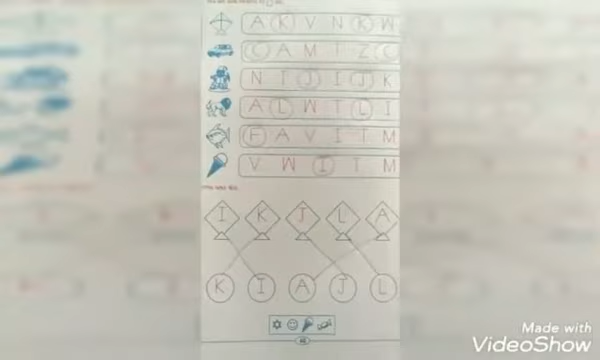 A K V N K W
C A M T Z C
N I J I J K
A L W T L I
F A V I T M
V W I T M
I K J L A
K I A J L
Made with
VideoShow